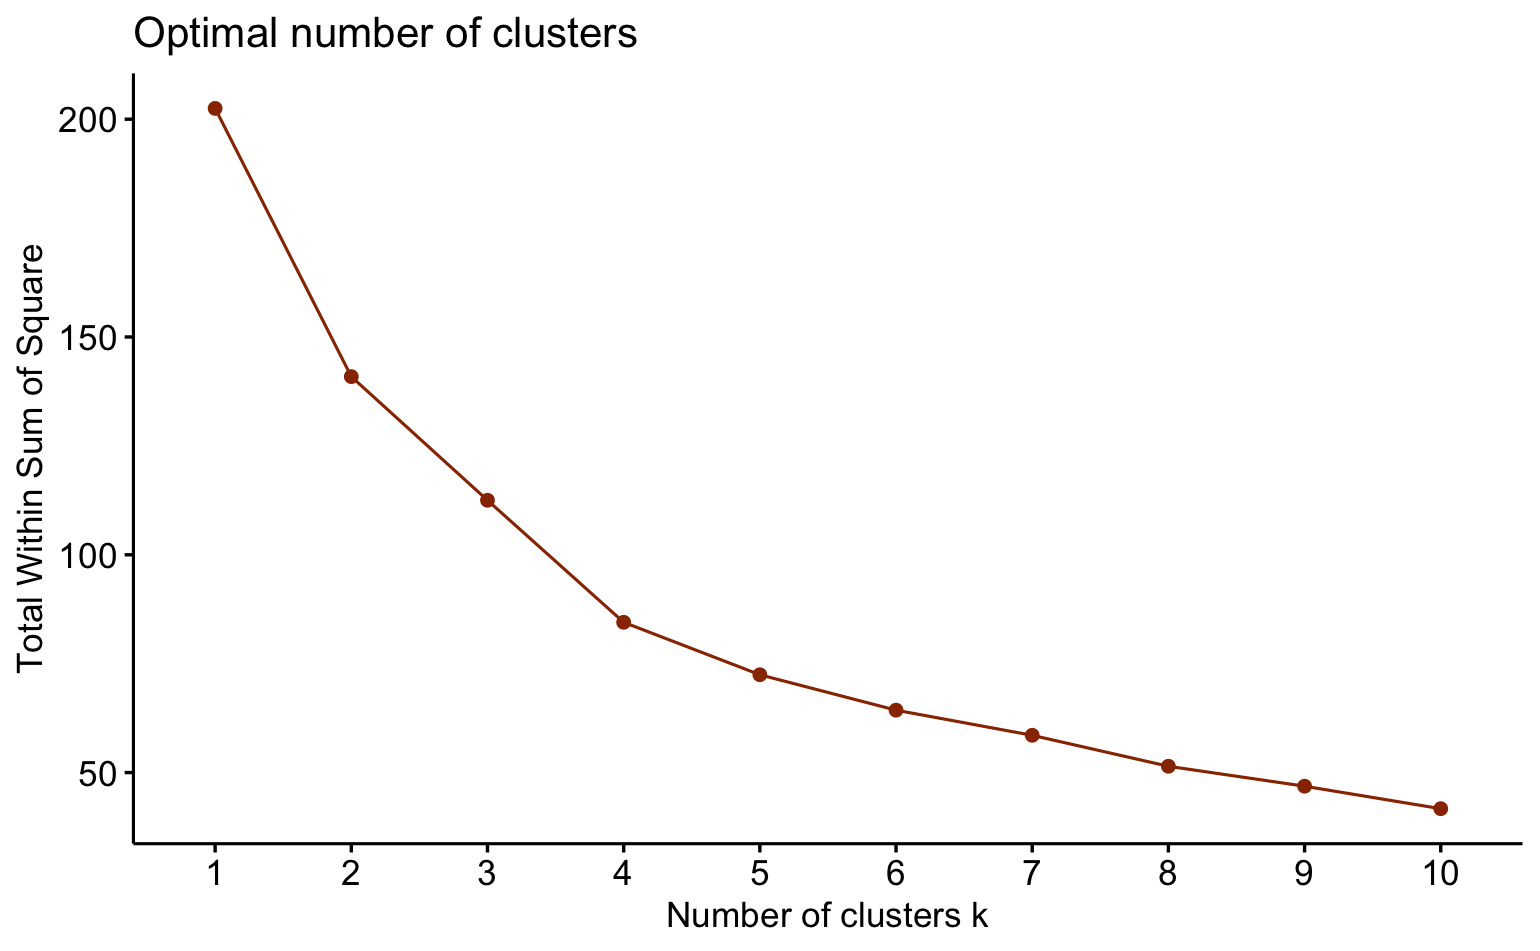 Optimal number of clusters
Total Within Sum of Square
200
150
100
50
1 2 3 4 5 6 7 8 9 10
Number of clusters k